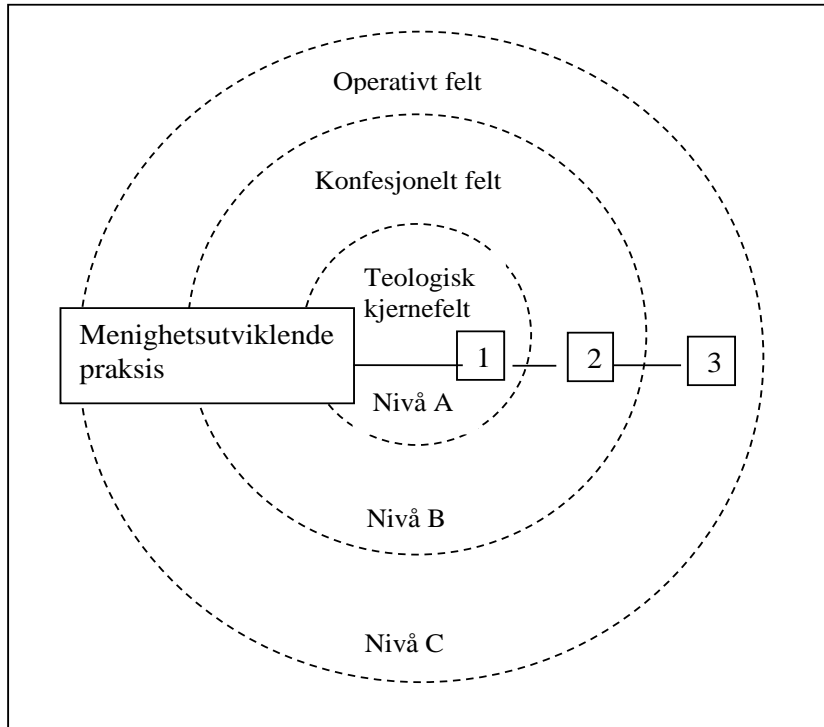 Operativt felt
Konfesjonelt felt
Teologisk
kjernefelt
Menighetsutviklende
praksis
1
2
3
Nivå A
Nivå B
Nivå C